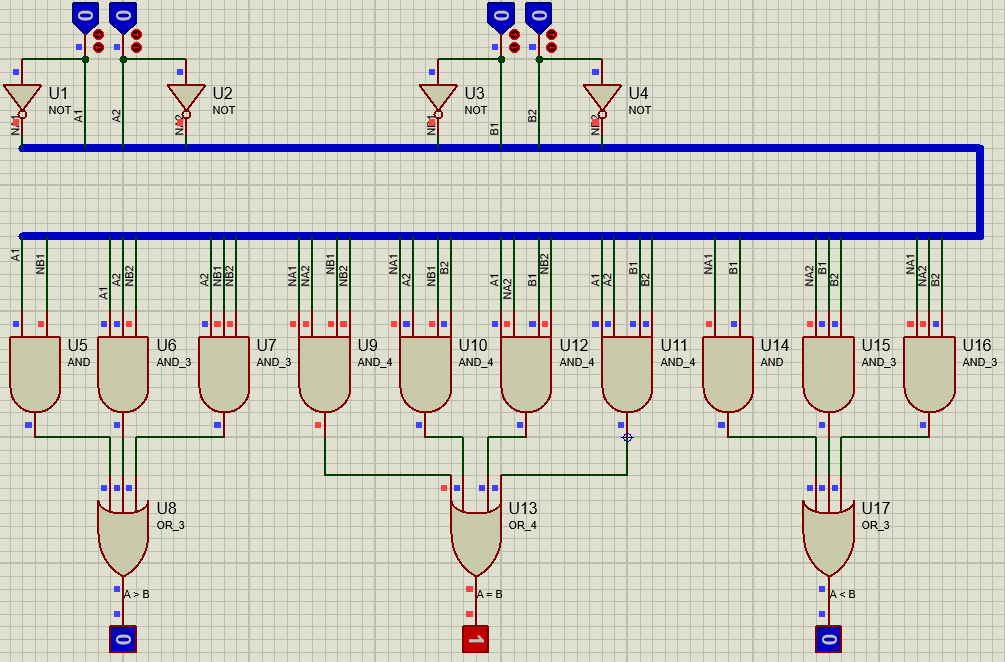 0 0 0 0
U1 U2 U3 U4
NOT NOT NOT NOT
NA1 A1 A2 NA2 NB1 B1 B2 NB2
A1 NB1 A1 A2 NB2 A2 NB1 NB2 NA1 NA2 NB1 NB2 NA1 A2 NB1 B2 A1 NA2 B1 NB2 A1 A2 B1 B2 NA1 B1 NA2 B1 B2 NA1 NA2 B2
U5 U6 U7 U9 U10 U12 U11 U14 U15 U16
AND AND_3 AND_3 AND_4 AND_4 AND_4 AND_4 AND AND_3 AND_3
U8 U13 U17
OR_3 OR_4 OR_3
A > B A = B A < B
0 1 0